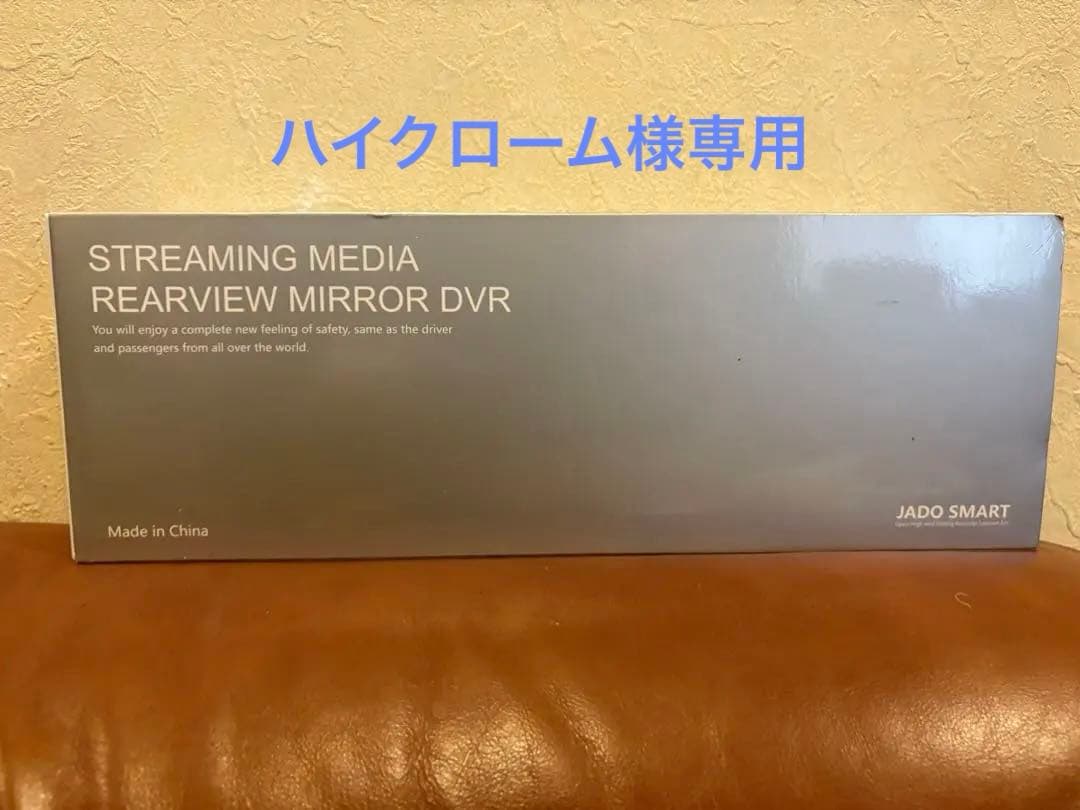 ハイクローム様専用
STREAMING MEDIA
REARVIEW MIRROR DVR
You will enjoy a complete new feeling of safety, same as the driver
and passengers from all over the world.
Made in China
JADO SMART